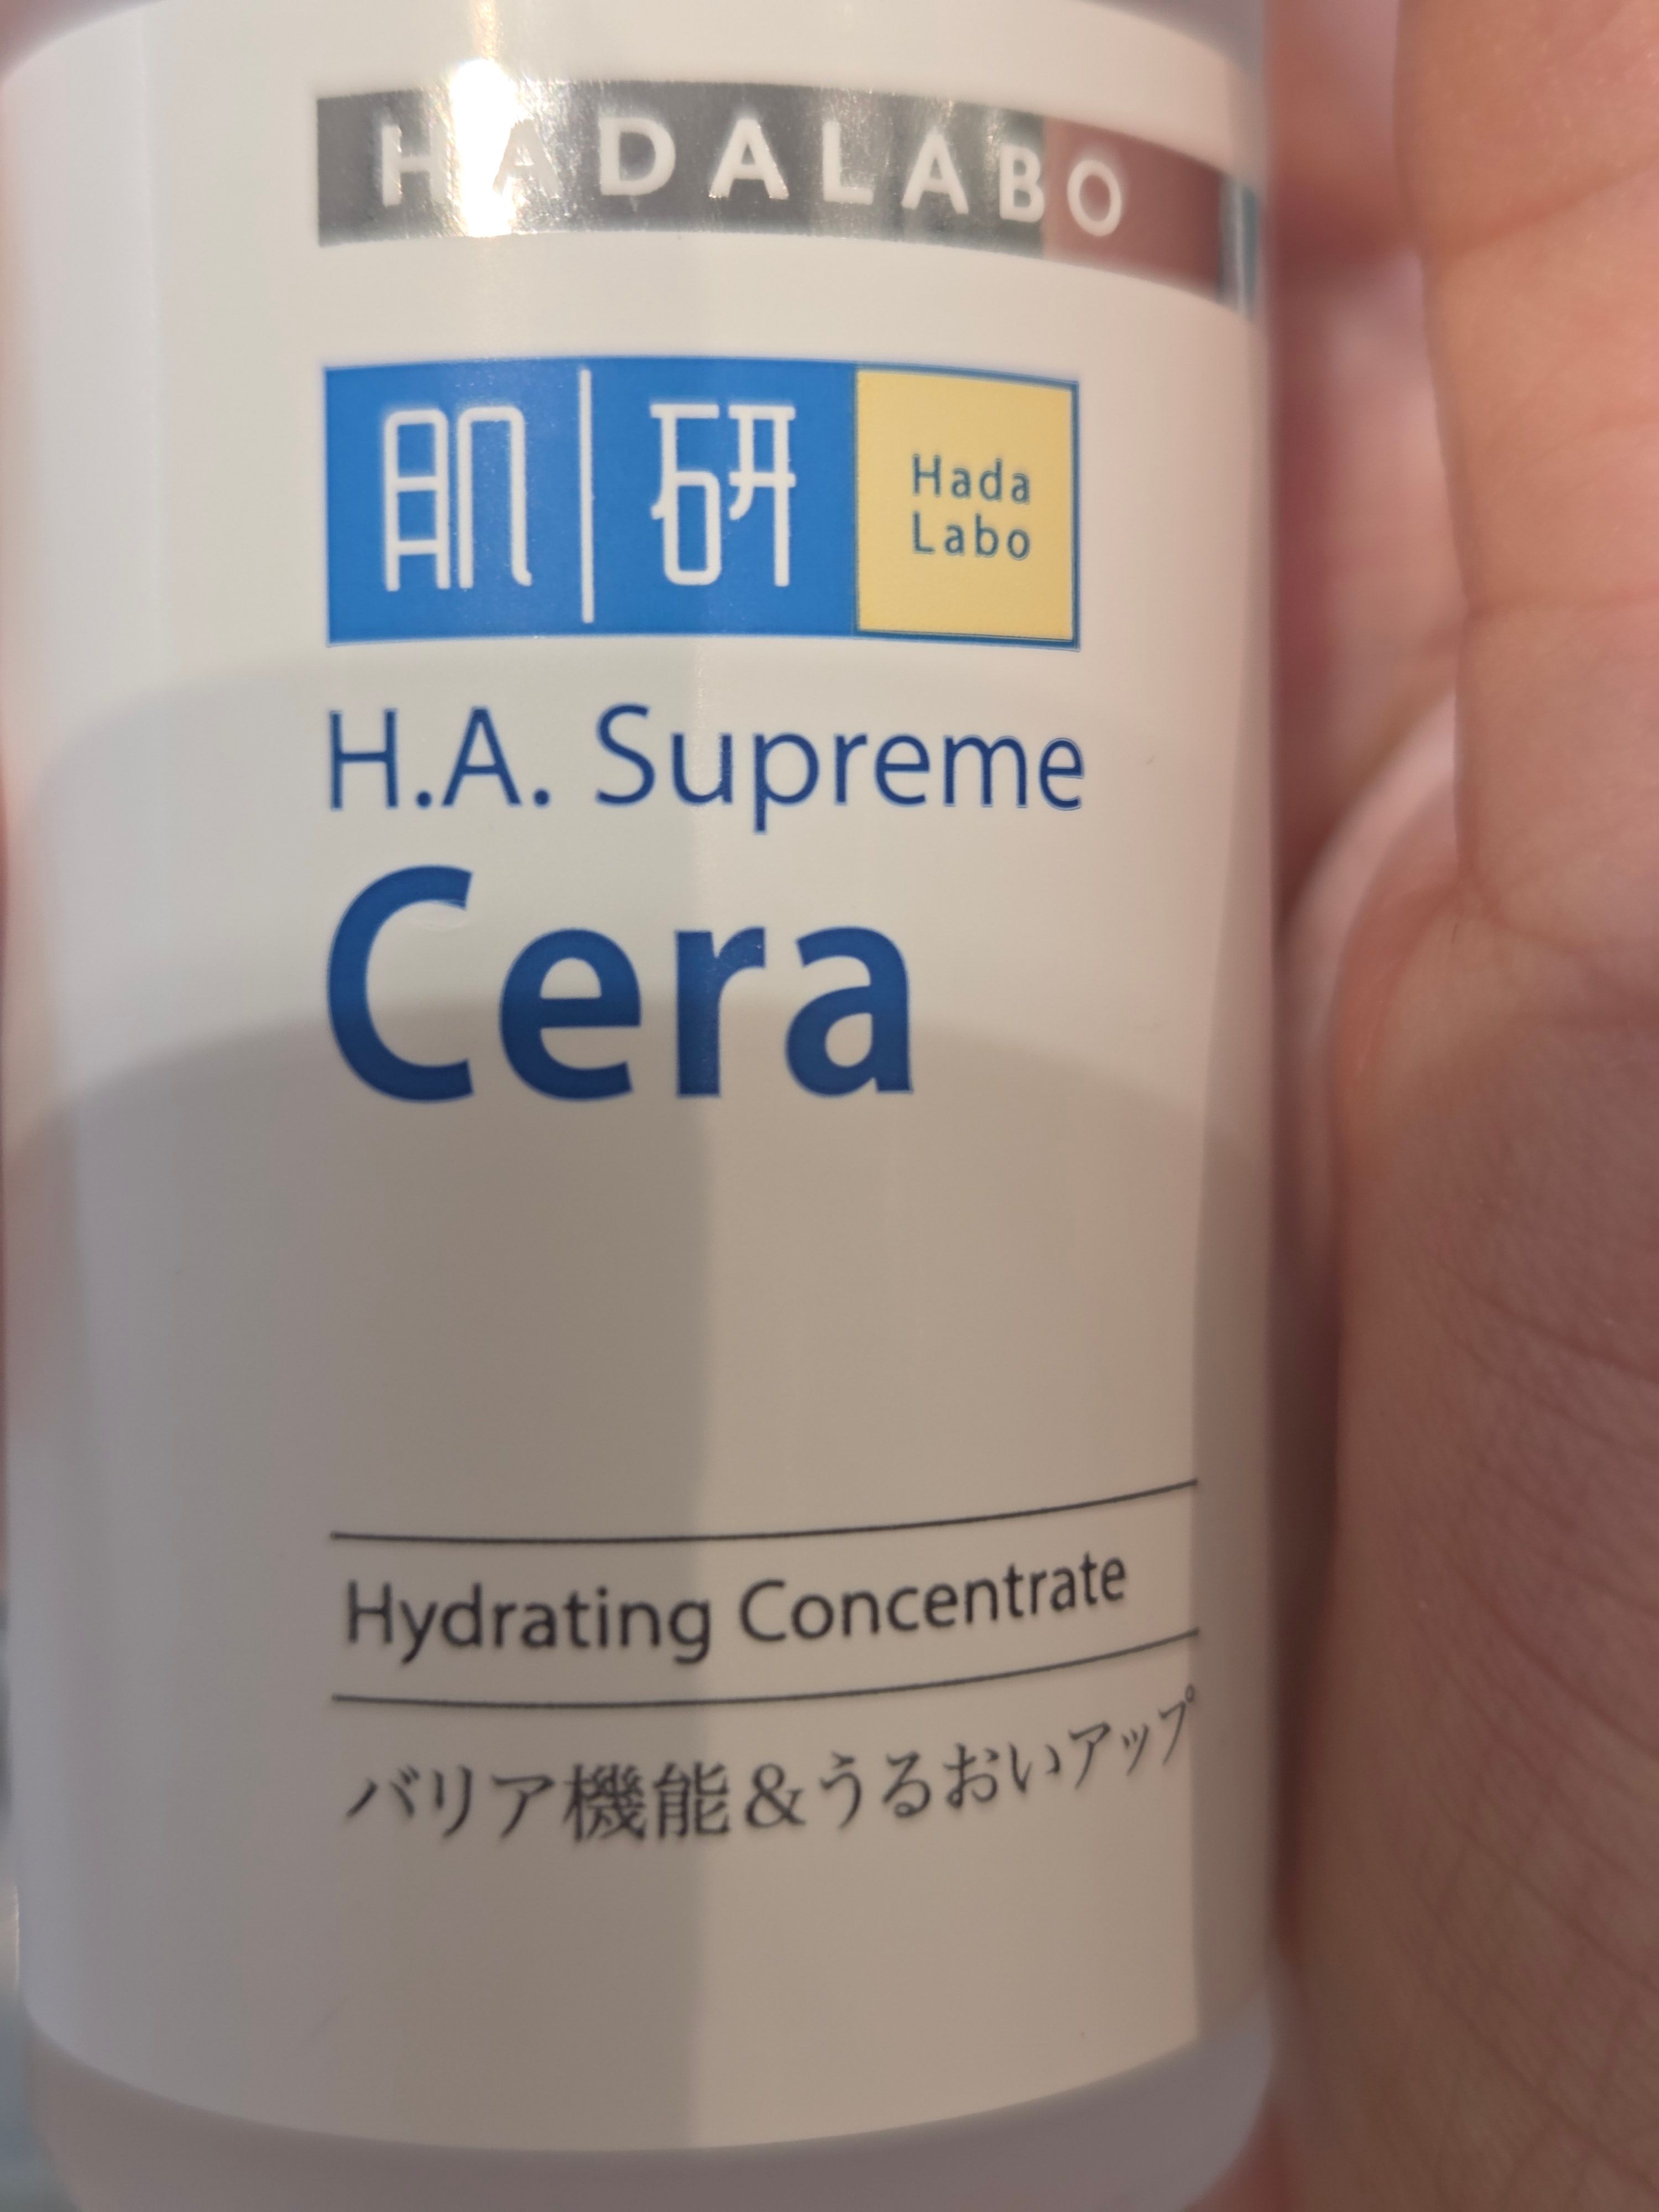 HADALABO
肌研
Hada
Labo
H.A. Supreme
Cera
Hydrating Concentrate
バリア機能&うるおいアップ